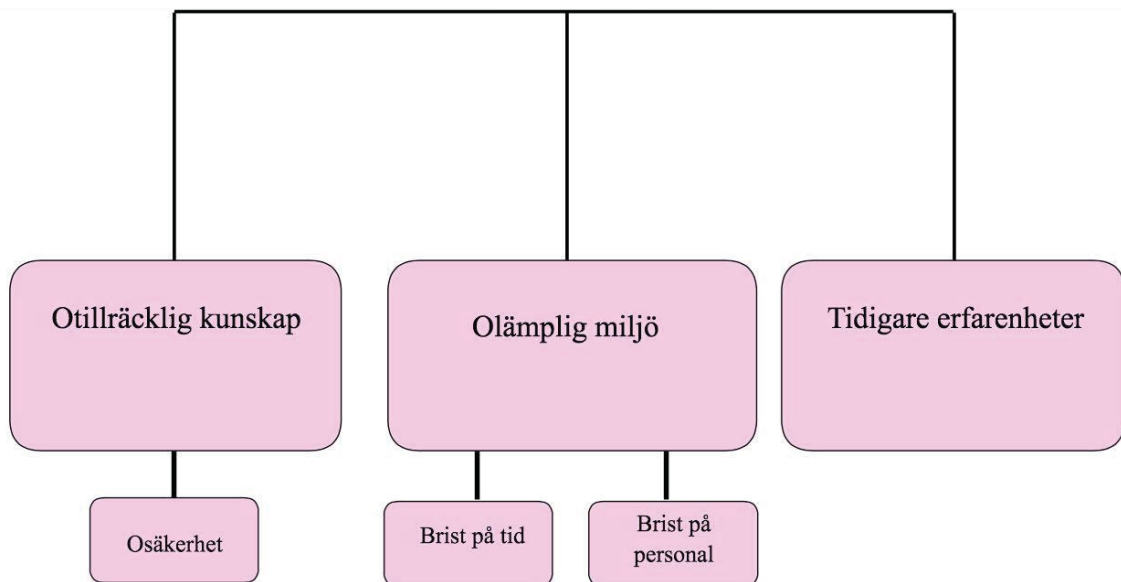 Otillräcklig kunskap
Olämplig miljö
Tidigare erfarenheter
Osäkerhet
Brist på tid
Brist på
personal